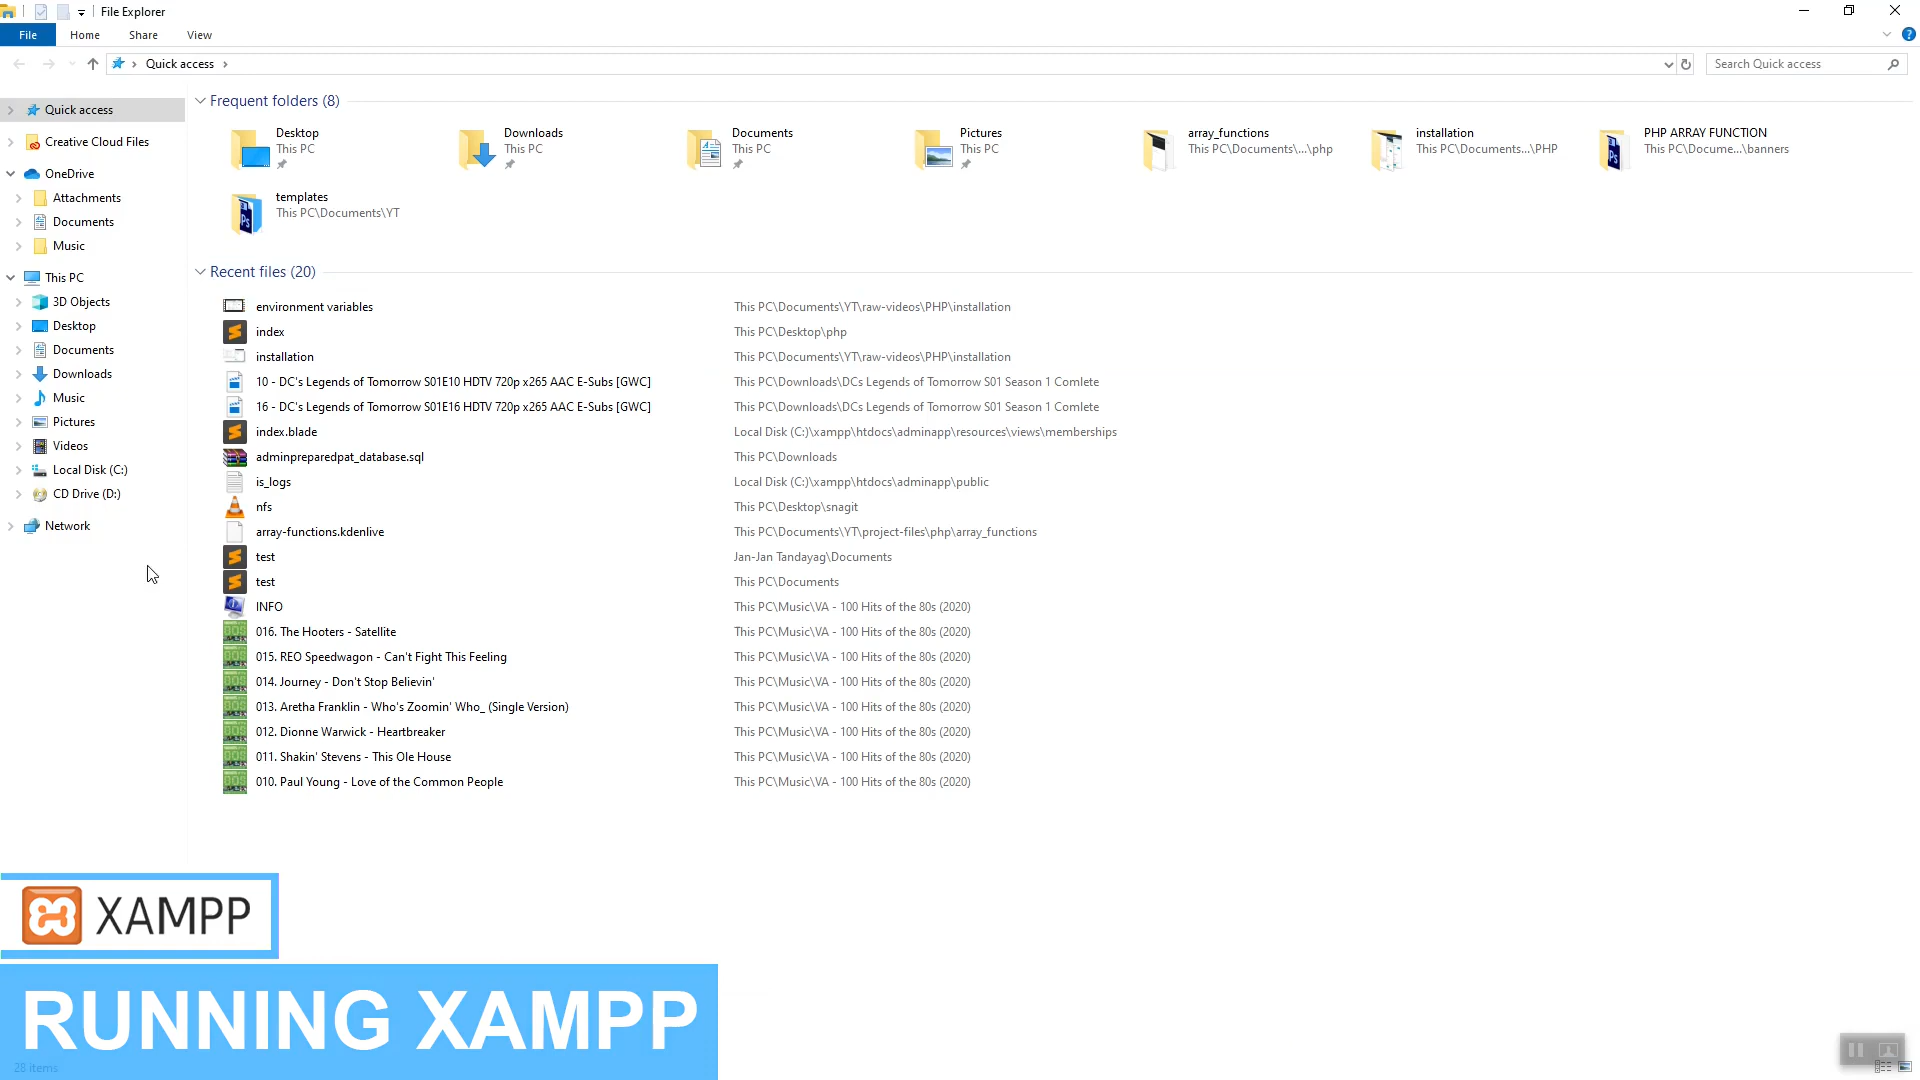 File Explorer
File Home Share View
Quick access
Search Quick access
Quick access
Creative Cloud Files
OneDrive
Attachments
Documents
Music
This PC
3D Objects
Desktop
Documents
Downloads
Music
Pictures
Videos
Local Disk (C:)
CD Drive (D:)
Network
Frequent folders (8)
Desktop
This PC
Downloads
This PC
Documents
This PC
Pictures
This PC
array_functions
This PC\Documents\...\php
installation
This PC\Documents...\PHP
PHP ARRAY FUNCTION
This PC\Docume...\banners
templates
This PC\Documents\YT
Recent files (20)
environment variables This PC\Documents\YT\raw-videos\PHP\installation
index This PC\Desktop\php
installation This PC\Documents\YT\raw-videos\PHP\installation
10 - DC's Legends of Tomorrow S01E10 HDTV 720p x265 AAC E-Subs [GWC] This PC\Downloads\DCs Legends of Tomorrow S01 Season 1 Comlete
16 - DC's Legends of Tomorrow S01E16 HDTV 720p x265 AAC E-Subs [GWC] This PC\Downloads\DCs Legends of Tomorrow S01 Season 1 Comlete
index.blade Local Disk (C:)\xampp\htdocs\adminapp\resources\views\memberships
adminpreparedpat_database.sql This PC\Downloads
is_logs Local Disk (C:)\xampp\htdocs\adminapp\public
nfs This PC\Desktop\snagit
array-functions.kdenlive This PC\Documents\YT\project-files\php\array_functions
test Jan-Jan Tandayag\Documents
test This PC\Documents
INFO This PC\Music\VA - 100 Hits of the 80s (2020)
016. The Hooters - Satellite This PC\Music\VA - 100 Hits of the 80s (2020)
015. REO Speedwagon - Can't Fight This Feeling This PC\Music\VA - 100 Hits of the 80s (2020)
014. Journey - Don't Stop Believin' This PC\Music\VA - 100 Hits of the 80s (2020)
013. Aretha Franklin - Who's Zoomin' Who_ (Single Version) This PC\Music\VA - 100 Hits of the 80s (2020)
012. Dionne Warwick - Heartbreaker This PC\Music\VA - 100 Hits of the 80s (2020)
011. Shakin' Stevens - This Ole House This PC\Music\VA - 100 Hits of the 80s (2020)
010. Paul Young - Love of the Common People This PC\Music\VA - 100 Hits of the 80s (2020)
XAMPP
RUNNING XAMPP
28 items